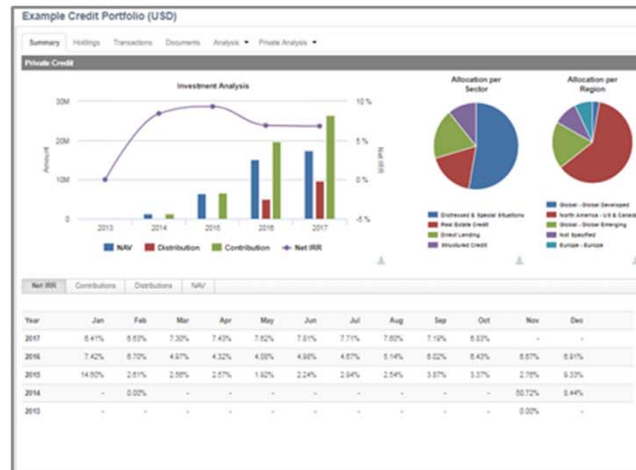 Example Credit Portfolio (USD)
Summary Holdings Transactions Documents Analysis Private Analysis
Private Credit
Investment Analysis
Allocation per
Sector
Allocation per
Region
30M
20M
10M
0
Amount
10 %
5 %
0 %
-5 %
Net IRR
2013 2014 2015 2016 2017
NAV Distribution Contribution Net IRR
Distressed & Special Situations
Real Estate Credit
Direct Lending
Structured Credit
Global - Global Developed
North America - US & Canada
Global - Global Emerging
Not Specified
Europe - Europe
Net IRR Contributions Distributions NAV
Year Jan Feb Mar Apr May Jun Jul Aug Sep Oct Nov Dec
2017 6.41% 6.63% 7.30% 7.43% 7.62% 7.81% 7.71% 7.60% 7.19% 6.83% - -
2016 7.42% 6.70% 4.97% 4.32% 4.08% 4.98% 4.67% 5.14% 6.02% 6.43% 6.67% 6.91%
2015 14.60% 2.61% 2.56% 2.57% 1.92% 2.24% 2.94% 2.54% 3.87% 3.37% 2.76% 9.33%
2014 - 0.00% - - - - - - - - 50.72% 8.44%
2013 - - - - - - - - - - 0.00% -